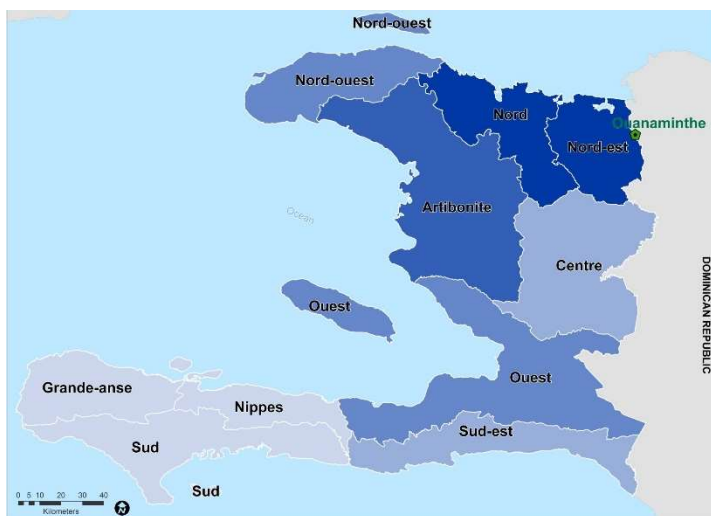 Nord-ouest
Nord-ouest
Nord
Ouanaminthe
Nord-est
Artibonite
Ocean
Centre
DOMINICAN REPUBLIC
Ouest
Ouest
Grande-anse
Nippes
Sud-est
Sud
Sud
0 5 10 20 30 40
Kilometers
N